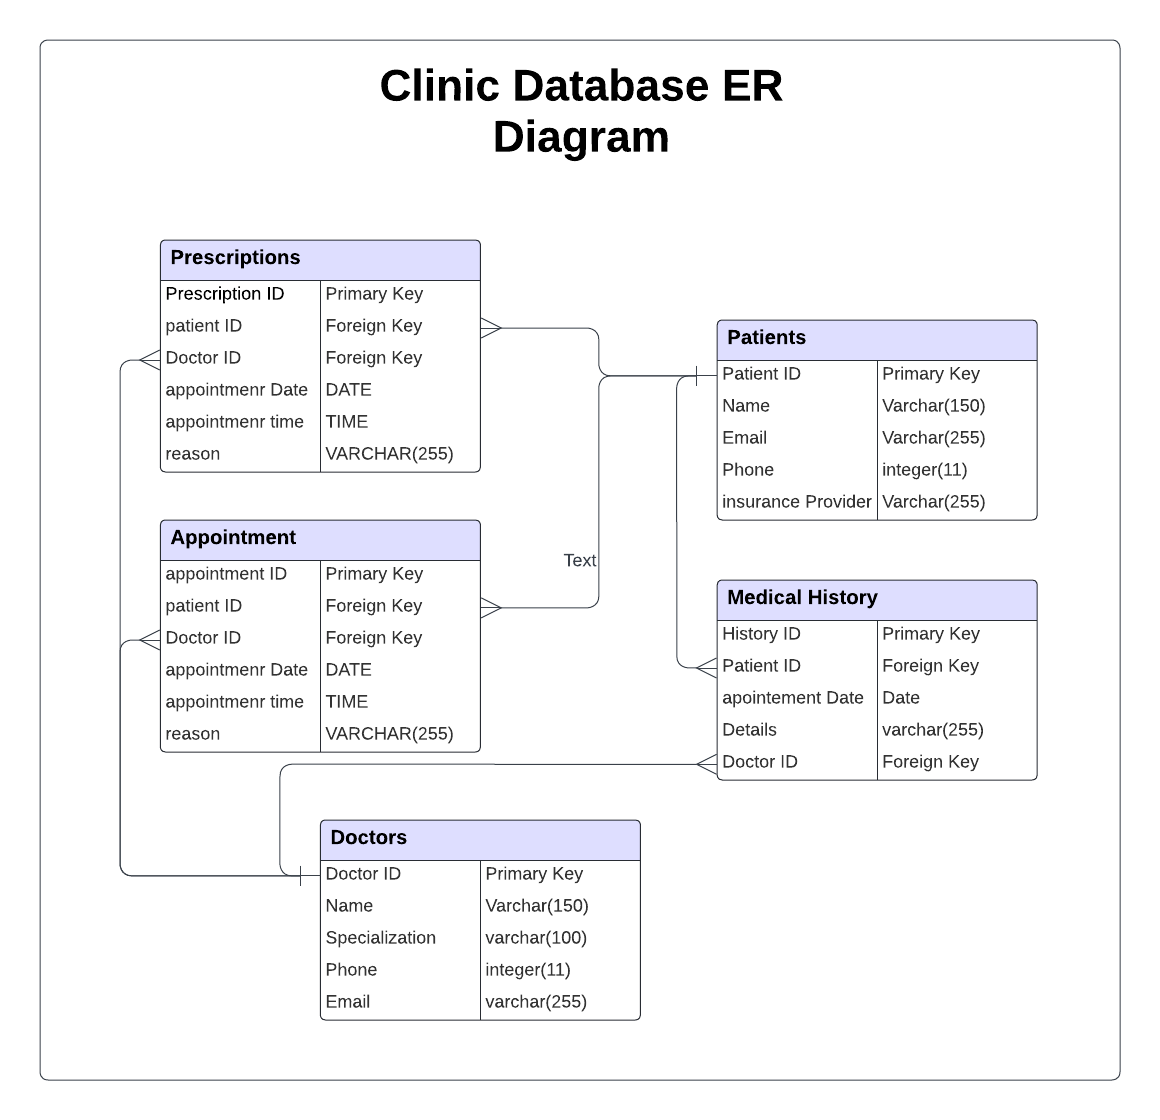 Clinic Database ER
Diagram
Prescriptions
Prescription ID Primary Key
patient ID Foreign Key
Doctor ID Foreign Key
appointmenr Date DATE
appointmenr time TIME
reason VARCHAR(255)
Patients
Patient ID Primary Key
Name Varchar(150)
Email Varchar(255)
Phone integer(11)
insurance Provider Varchar(255)
Appointment
appointment ID Primary Key
patient ID Foreign Key
Doctor ID Foreign Key
appointmenr Date DATE
appointmenr time TIME
reason VARCHAR(255)
Text
Medical History
History ID Primary Key
Patient ID Foreign Key
apointement Date Date
Details varchar(255)
Doctor ID Foreign Key
Doctors
Doctor ID Primary Key
Name Varchar(150)
Specialization varchar(100)
Phone integer(11)
Email varchar(255)